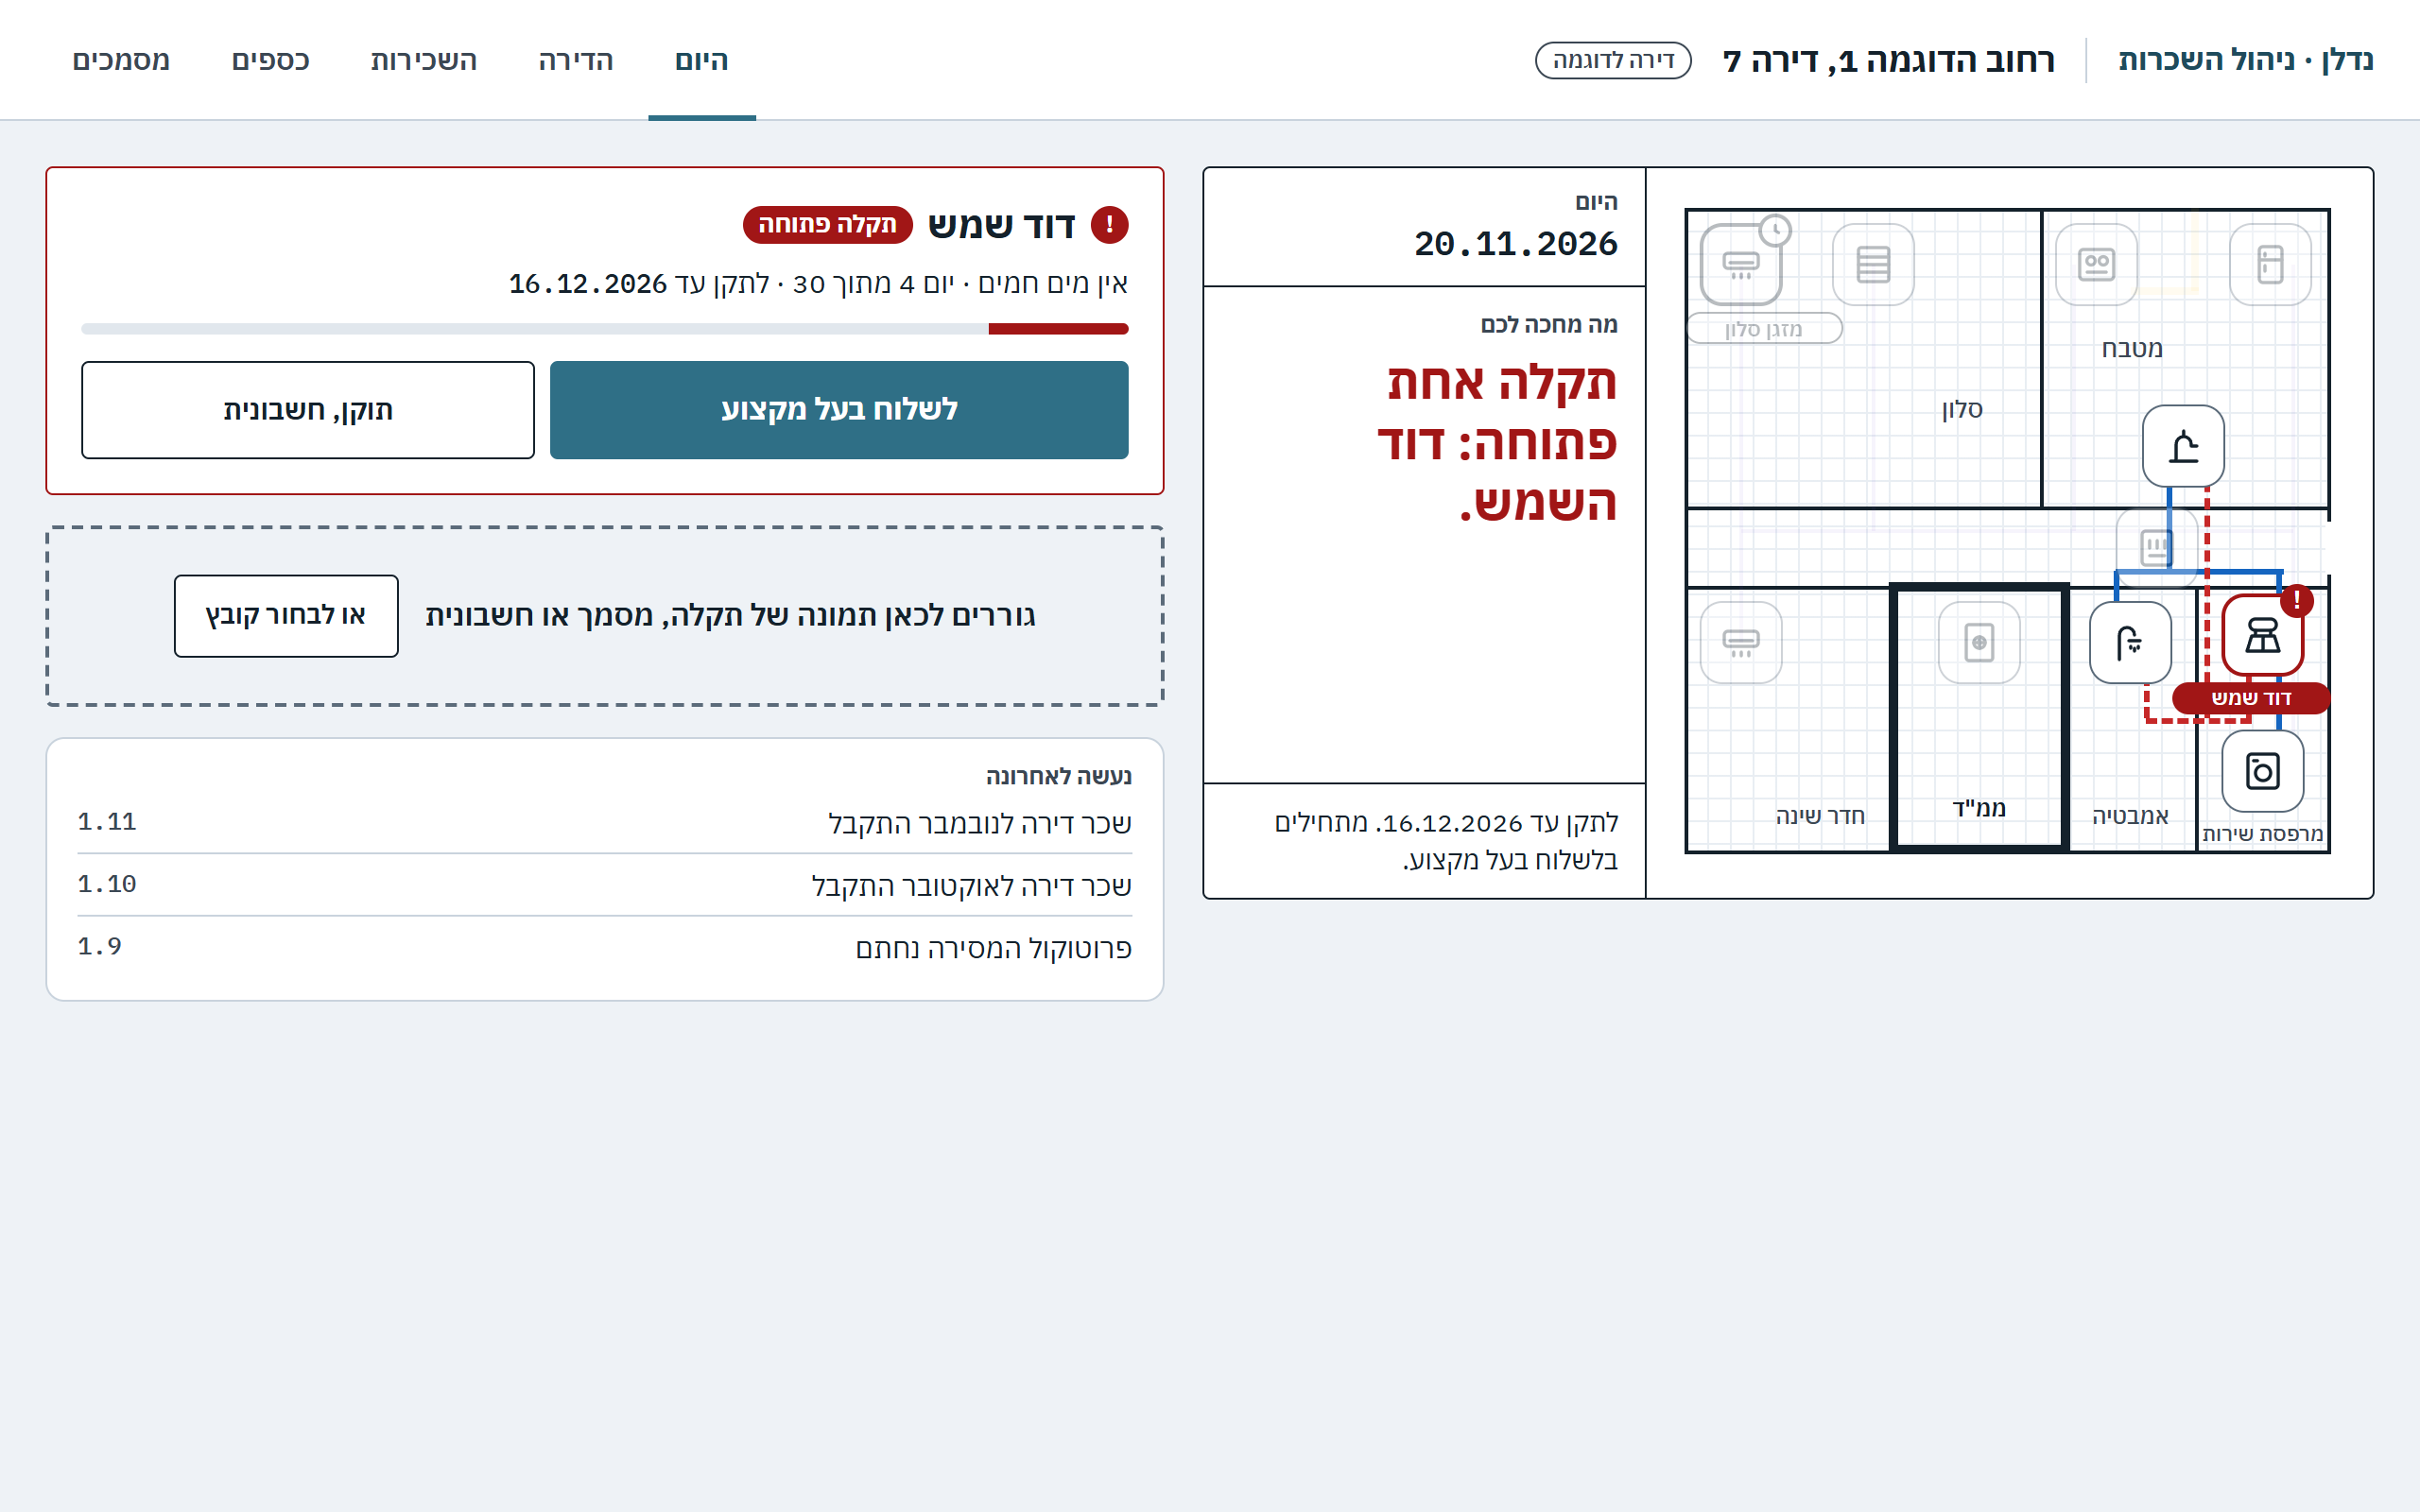 נדלן · ניהול השכרות
רחוב הדוגמה 1, דירה 7
דירה לדוגמה
היום
הדירה
השכירות
כספים
מסמכים
מזגן סלון
מטבח
סלון
דוד שמש
חדר שינה
ממ"ד
אמבטיה
מרפסת שירות
היום
20.11.2026
מה מחכה לכם
תקלה אחת
פתוחה: דוד
השמש.
לתקן עד 16.12.2026. מתחילים
בלשלוח בעל מקצוע.
! דוד שמש תקלה פתוחה
אין מים חמים · יום 4 מתוך 30 · לתקן עד 16.12.2026
לשלוח בעל מקצוע
תוקן, חשבונית
גוררים לכאן תמונה של תקלה, מסמך או חשבונית
או לבחור קובץ
נעשה לאחרונה
שכר דירה לנובמבר התקבל 1.11
שכר דירה לאוקטובר התקבל 1.10
פרוטוקול המסירה נחתם 1.9